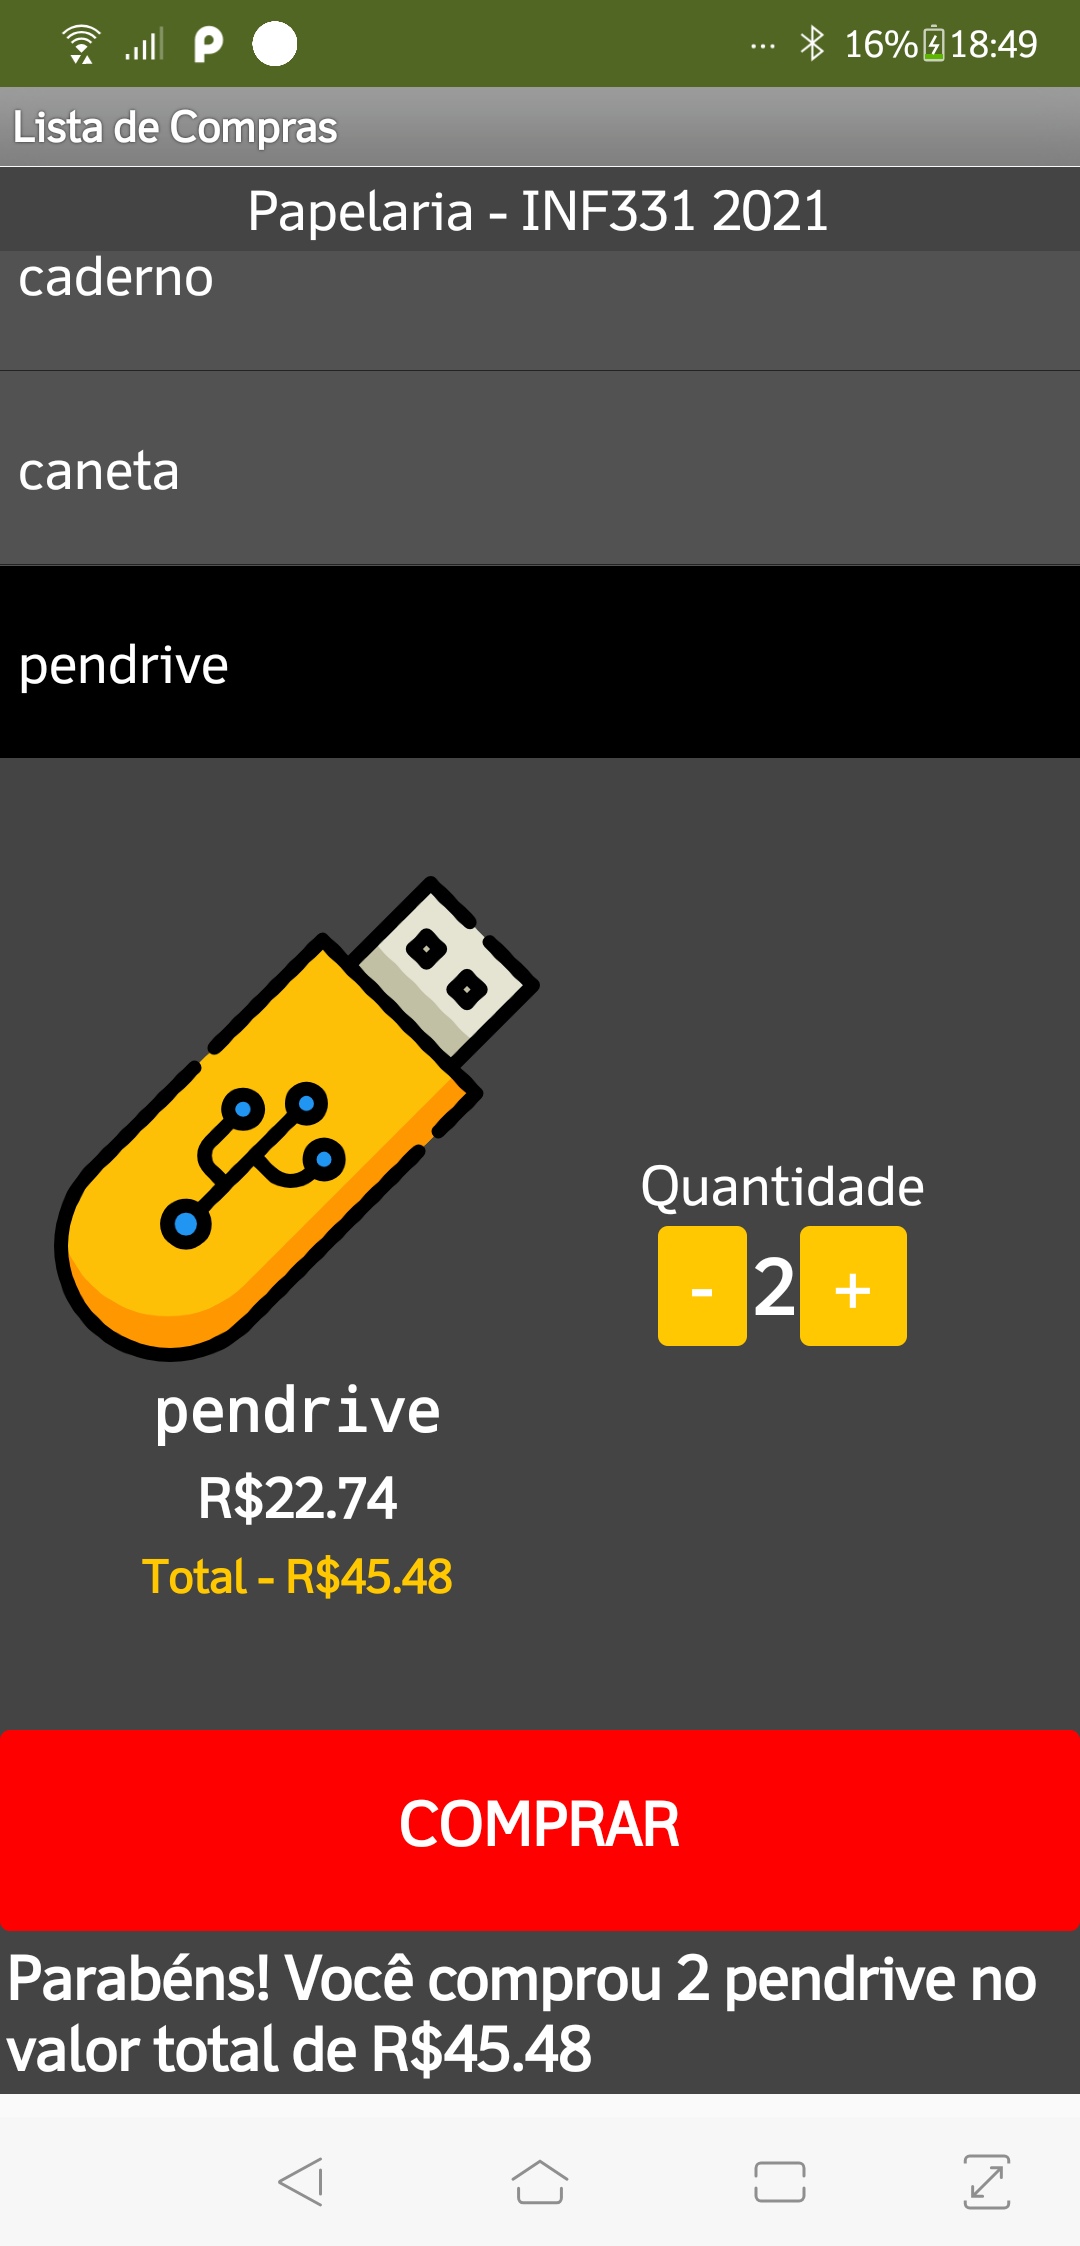 16% 18:49
Lista de Compras
Papelaria - INF331 2021
caderno
caneta
pendrive
Quantidade
- 2 +
pendrive
R$22.74
Total - R$45.48
COMPRAR
Parabéns! Você comprou 2 pendrive no
valor total de R$45.48